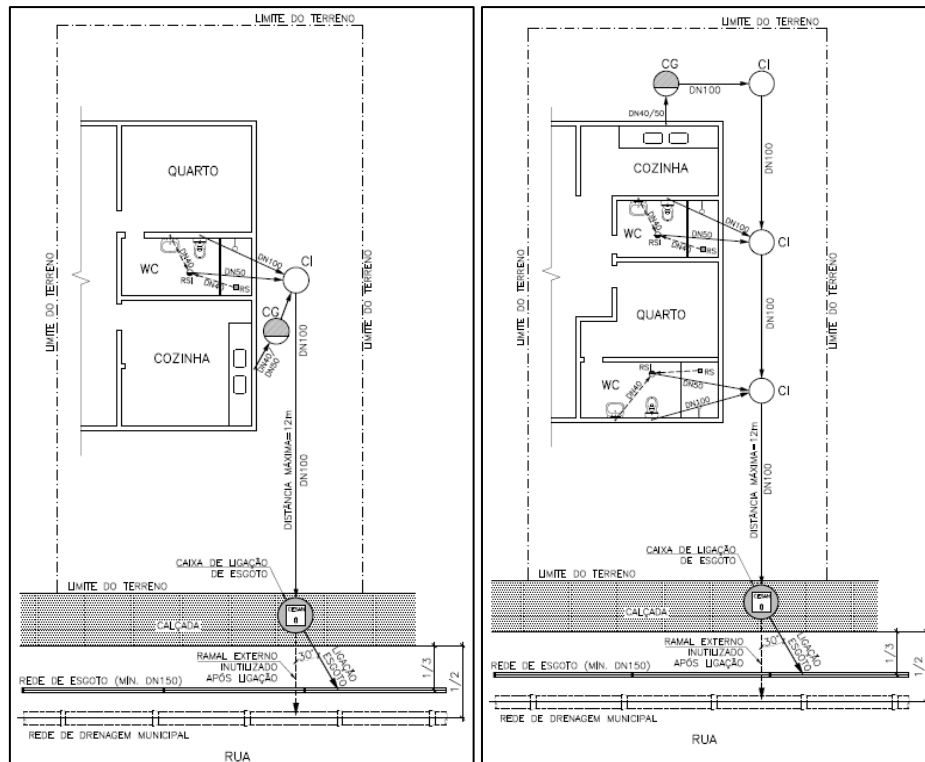 LIMITE DO TERRENO
LIMITE DO TERRENO
LIMITE DO TERRENO
QUARTO
WC
DN40
DN100
DN50
DN40
RSI
RS
CI
CG
DN40/
DN50
COZINHA
DN100
DISTÂNCIA MÁXIMA=12m
DN100
CAIXA DE LIGAÇÃO
DE ESGOTO
LIMITE DO TERRENO
CALÇADA
RAMAL EXTERNO
INUTILIZADO
APÓS LIGAÇÃO
30°
LIGAÇÃO
ESGOTO
1/3
1/2
REDE DE ESGOTO (MÍN. DN150)
REDE DE DRENAGEM MUNICIPAL
RUA
LIMITE DO TERRENO
LIMITE DO TERRENO
LIMITE DO TERRENO
CG
CI
DN100
DN40/50
COZINHA
DN100
WC
DN40
DN100
DN50
DN40
RSI
RS
CI
QUARTO
DN100
WC
RSI
RS
DN40
DN50
DN100
CI
DISTÂNCIA MÁXIMA=12m
DN100
CAIXA DE LIGAÇÃO
DE ESGOTO
LIMITE DO TERRENO
CALÇADA
RAMAL EXTERNO
INUTILIZADO
APÓS LIGAÇÃO
30°
LIGAÇÃO
ESGOTO
1/3
1/2
REDE DE ESGOTO (MÍN. DN150)
REDE DE DRENAGEM MUNICIPAL
RUA